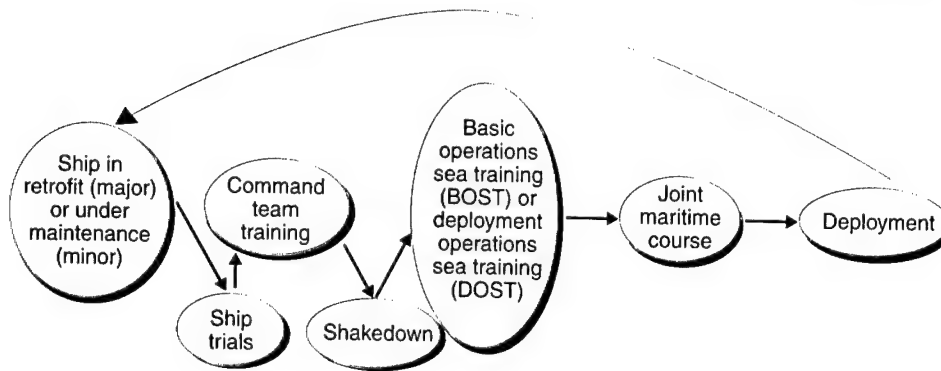 Ship in
retrofit (major)
or under
maintenance
(minor)
Ship
trials
Command
team
training
Shakedown
Basic
operations
sea training
(BOST) or
deployment
operations
sea training
(DOST)
Joint
maritime
course
Deployment